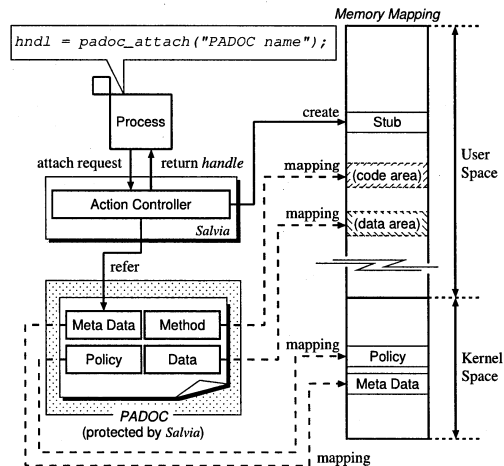 Memory Mapping
hndl = padoc_attach("PADOC name");
Process
create
Stub
attach request
return handle
mapping
(code area)
User
Space
Action Controller
Salvia
mapping
(data area)
refer
Meta Data
Method
Policy
Data
mapping
Policy
Meta Data
Kernel
Space
PADOC
(protected by Salvia)
mapping